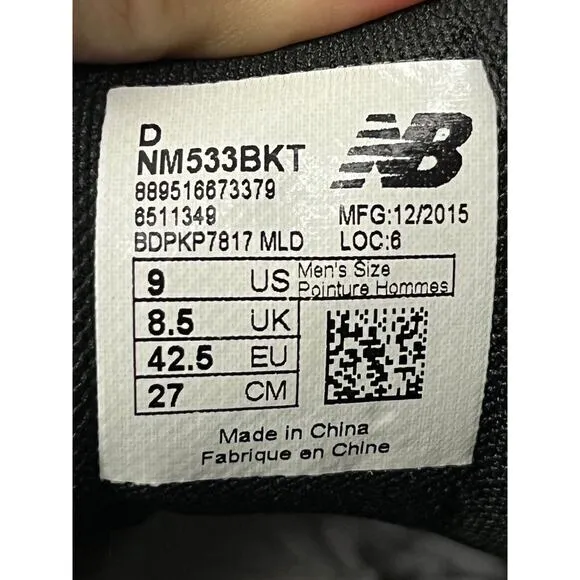 D
NM533BKT
NB
889516673379
6511349
MFG:12/2015
BDPKP7817 MLD
LOC:6
9 US Men's Size
Pointure Hommes
8.5 UK
42.5 EU
27 CM
Made in China
Fabrique en Chine